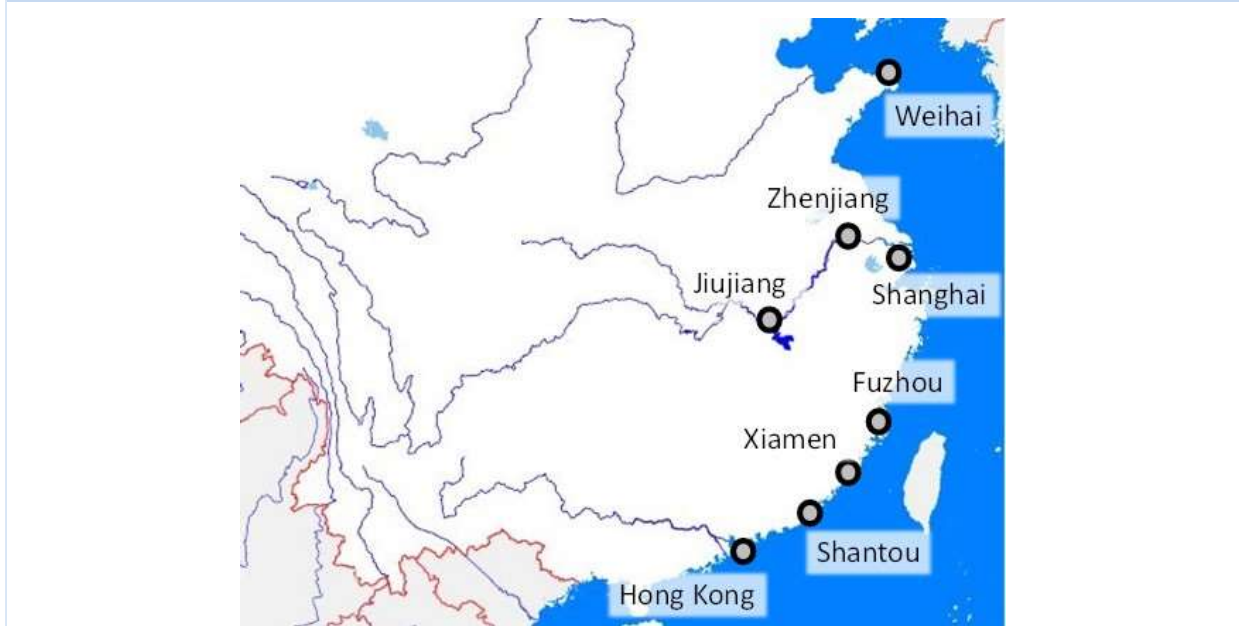 Weihai
Zhenjiang
Jiujiang
Shanghai
Fuzhou
Xiamen
Shantou
Hong Kong